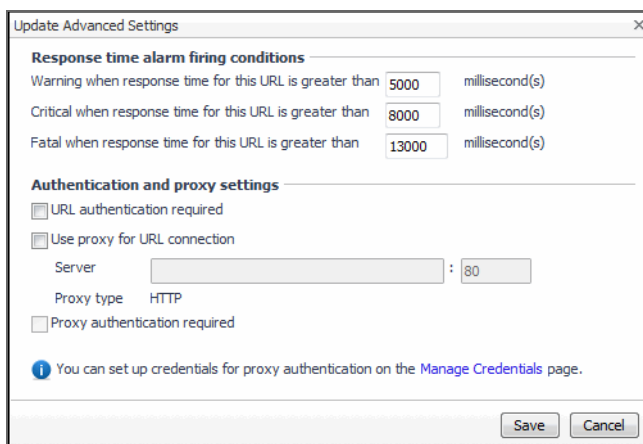 Update Advanced Settings
Response time alarm firing conditions
Warning when response time for this URL is greater than 5000 millisecond(s)
Critical when response time for this URL is greater than 8000 millisecond(s)
Fatal when response time for this URL is greater than 13000 millisecond(s)
Authentication and proxy settings
URL authentication required
Use proxy for URL connection
Server : 80
Proxy type HTTP
Proxy authentication required
You can set up credentials for proxy authentication on the Manage Credentials page.
Save Cancel